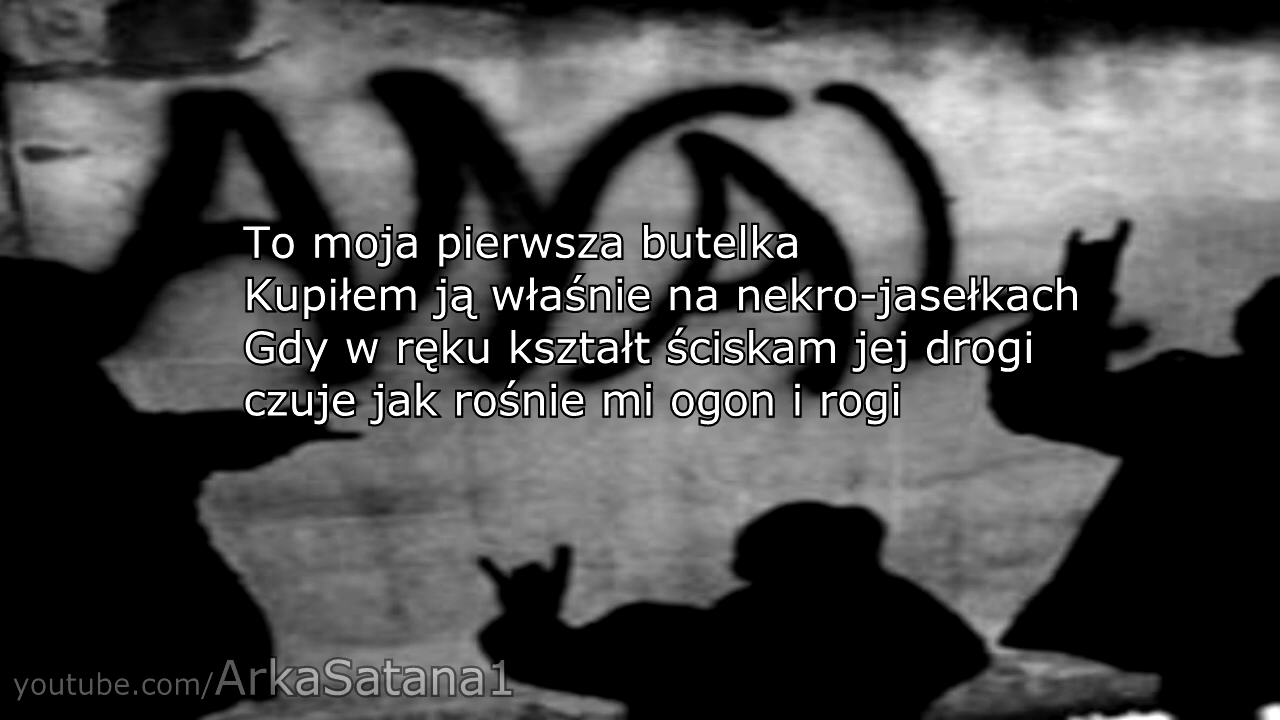 To moja pierwsza butelka
Kupiłem ją właśnie na nekro-jasełkach
Gdy w ręku kształt ściskam jej drogi
czuje jak rośnie mi ogon i rogi
youtube.com/ArkaSatana1